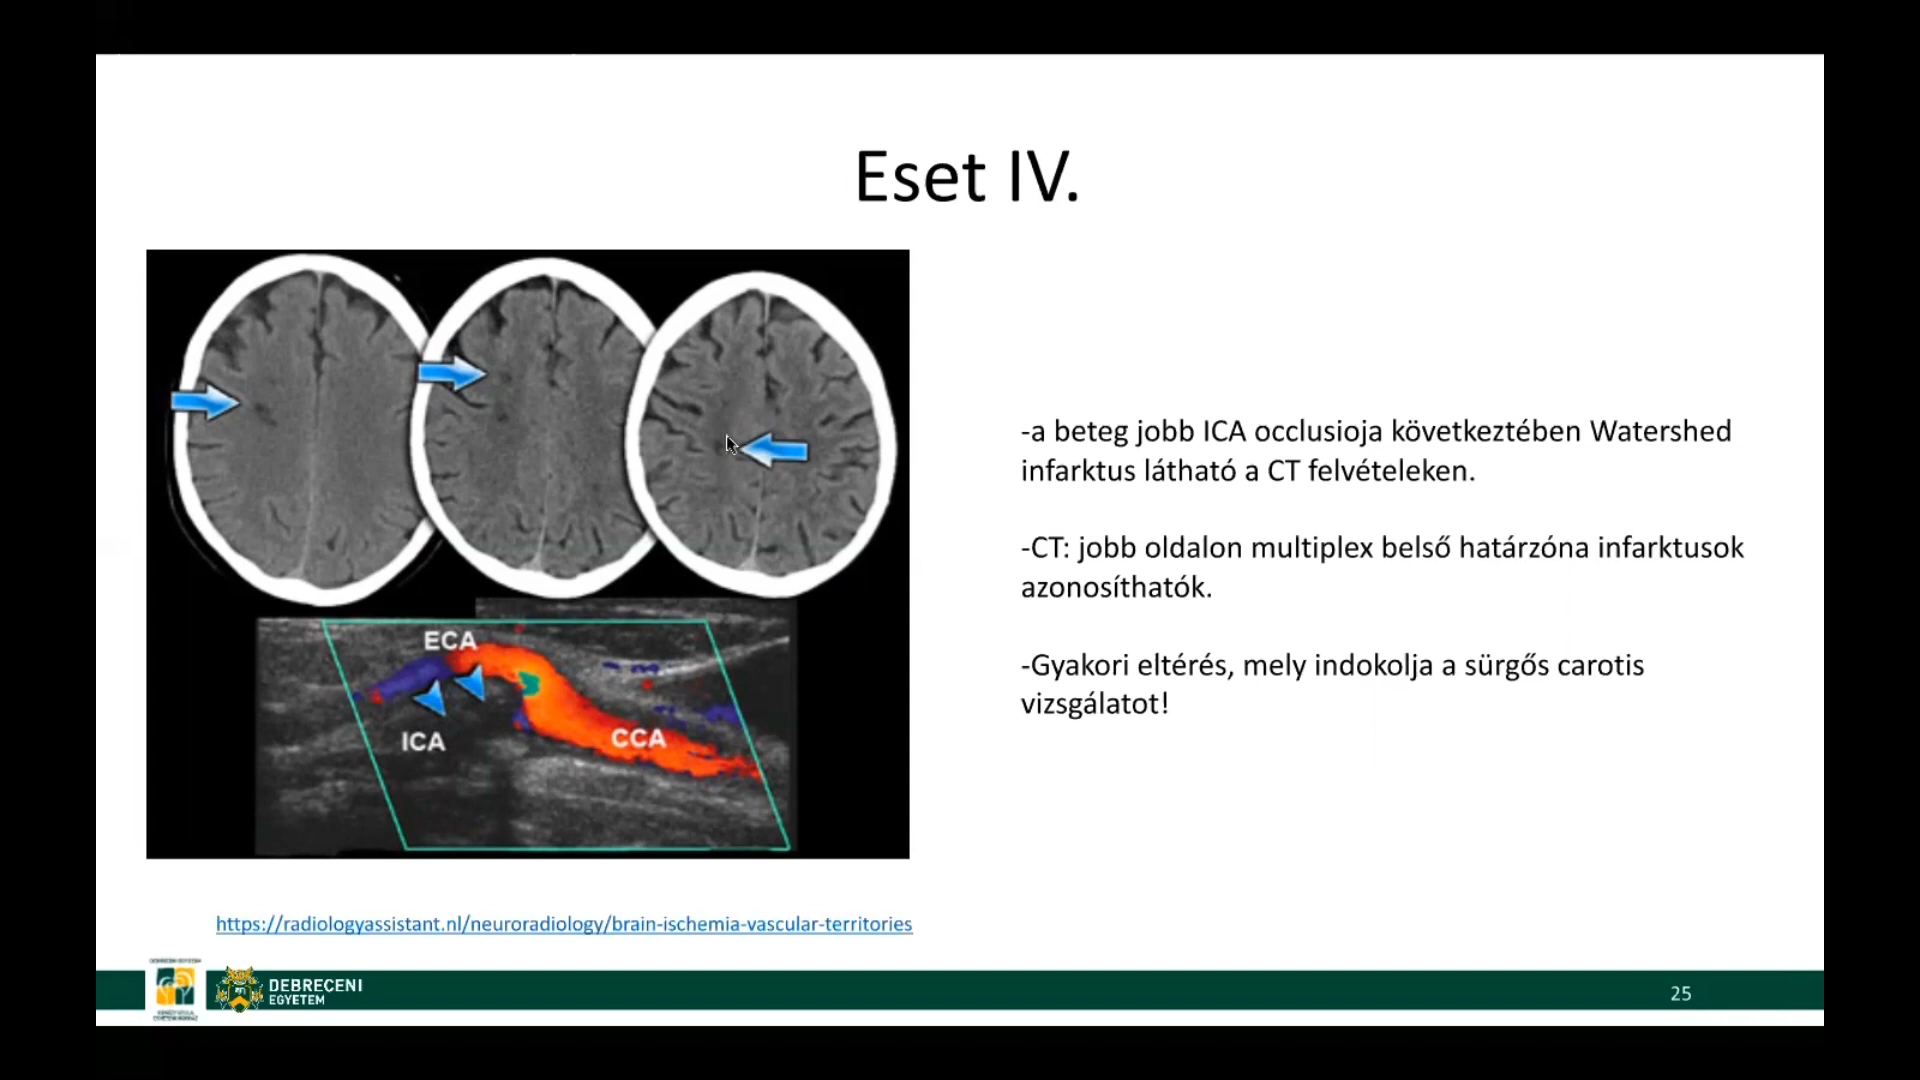 Eset IV.
ECA
ICA
CCA
-a beteg jobb ICA occlusioja következtében Watershed
infarktus látható a CT felvételeken.
-CT: jobb oldalon multiplex belső határzóna infarktusok
azonosíthatók.
-Gyakori eltérés, mely indokolja a sürgős carotis
vizsgálatot!
https://radiologyassistant.nl/neuroradiology/brain-ischemia-vascular-territories
DEBRECENI
EGYETEM
25